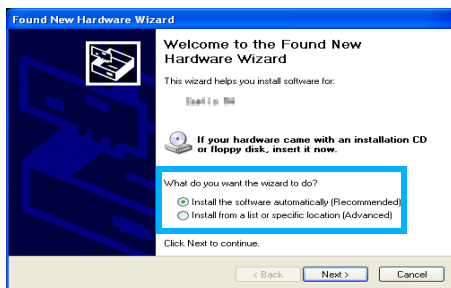 Found New Hardware Wizard
Welcome to the Found New
Hardware Wizard
This wizard helps you install software for:
If your hardware came with an installation CD
or floppy disk, insert it now.
What do you want the wizard to do?
Install the software automatically (Recommended)
Install from a list or specific location (Advanced)
Click Next to continue.
< Back
Next >
Cancel